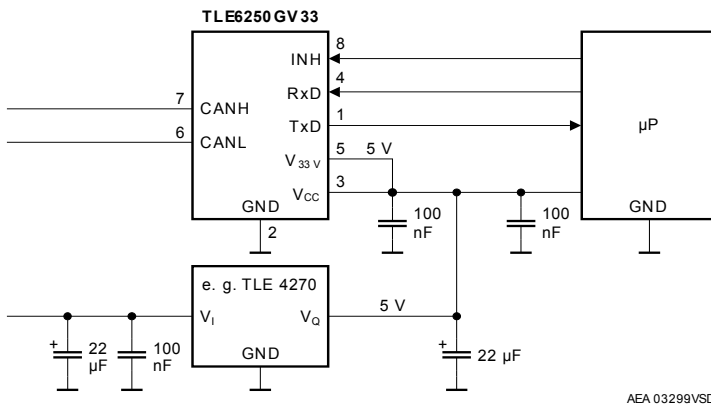 TLE6250GV33
INH
8
RxD
4
7
CANH
TxD
1
µP
6
CANL
V33 V
5
5 V
VCC
3
GND
2
100
nF
100
nF
GND
e. g. TLE 4270
VI
VQ
5 V
+
22
µF
100
nF
GND
+
22 µF
AEA 03299VSD